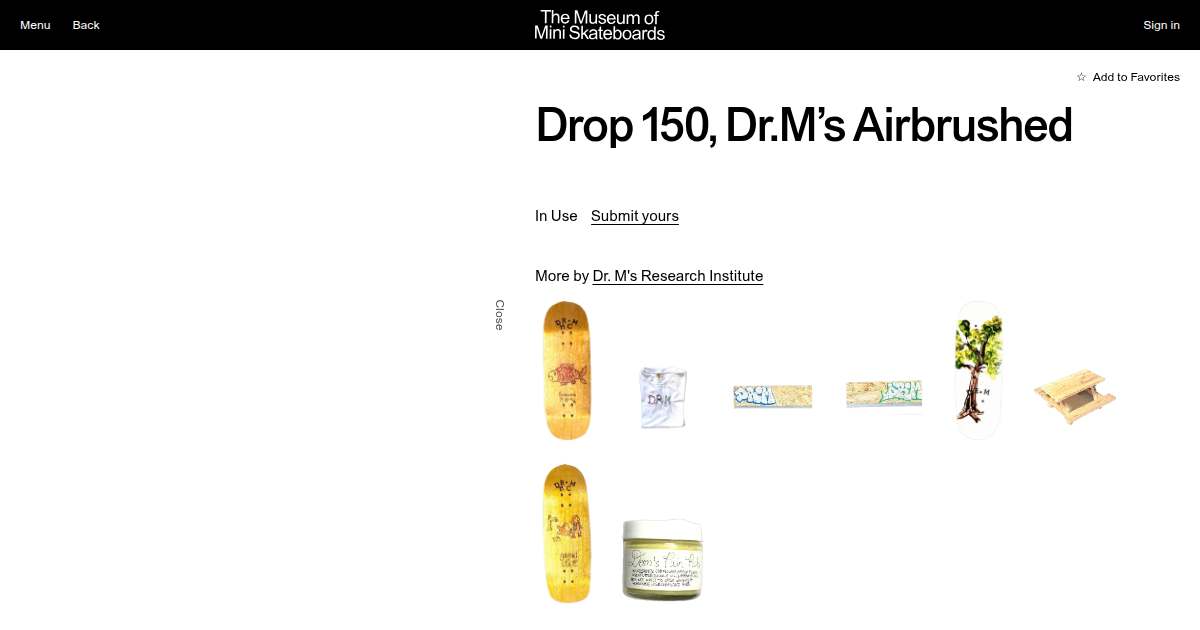 Menu
Back
The Museum of
Mini Skateboards
Sign in
☆ Add to Favorites
Drop 150, Dr.M’s Airbrushed
In Use
Submit yours
More by Dr. M's Research Institute
Close
DRM